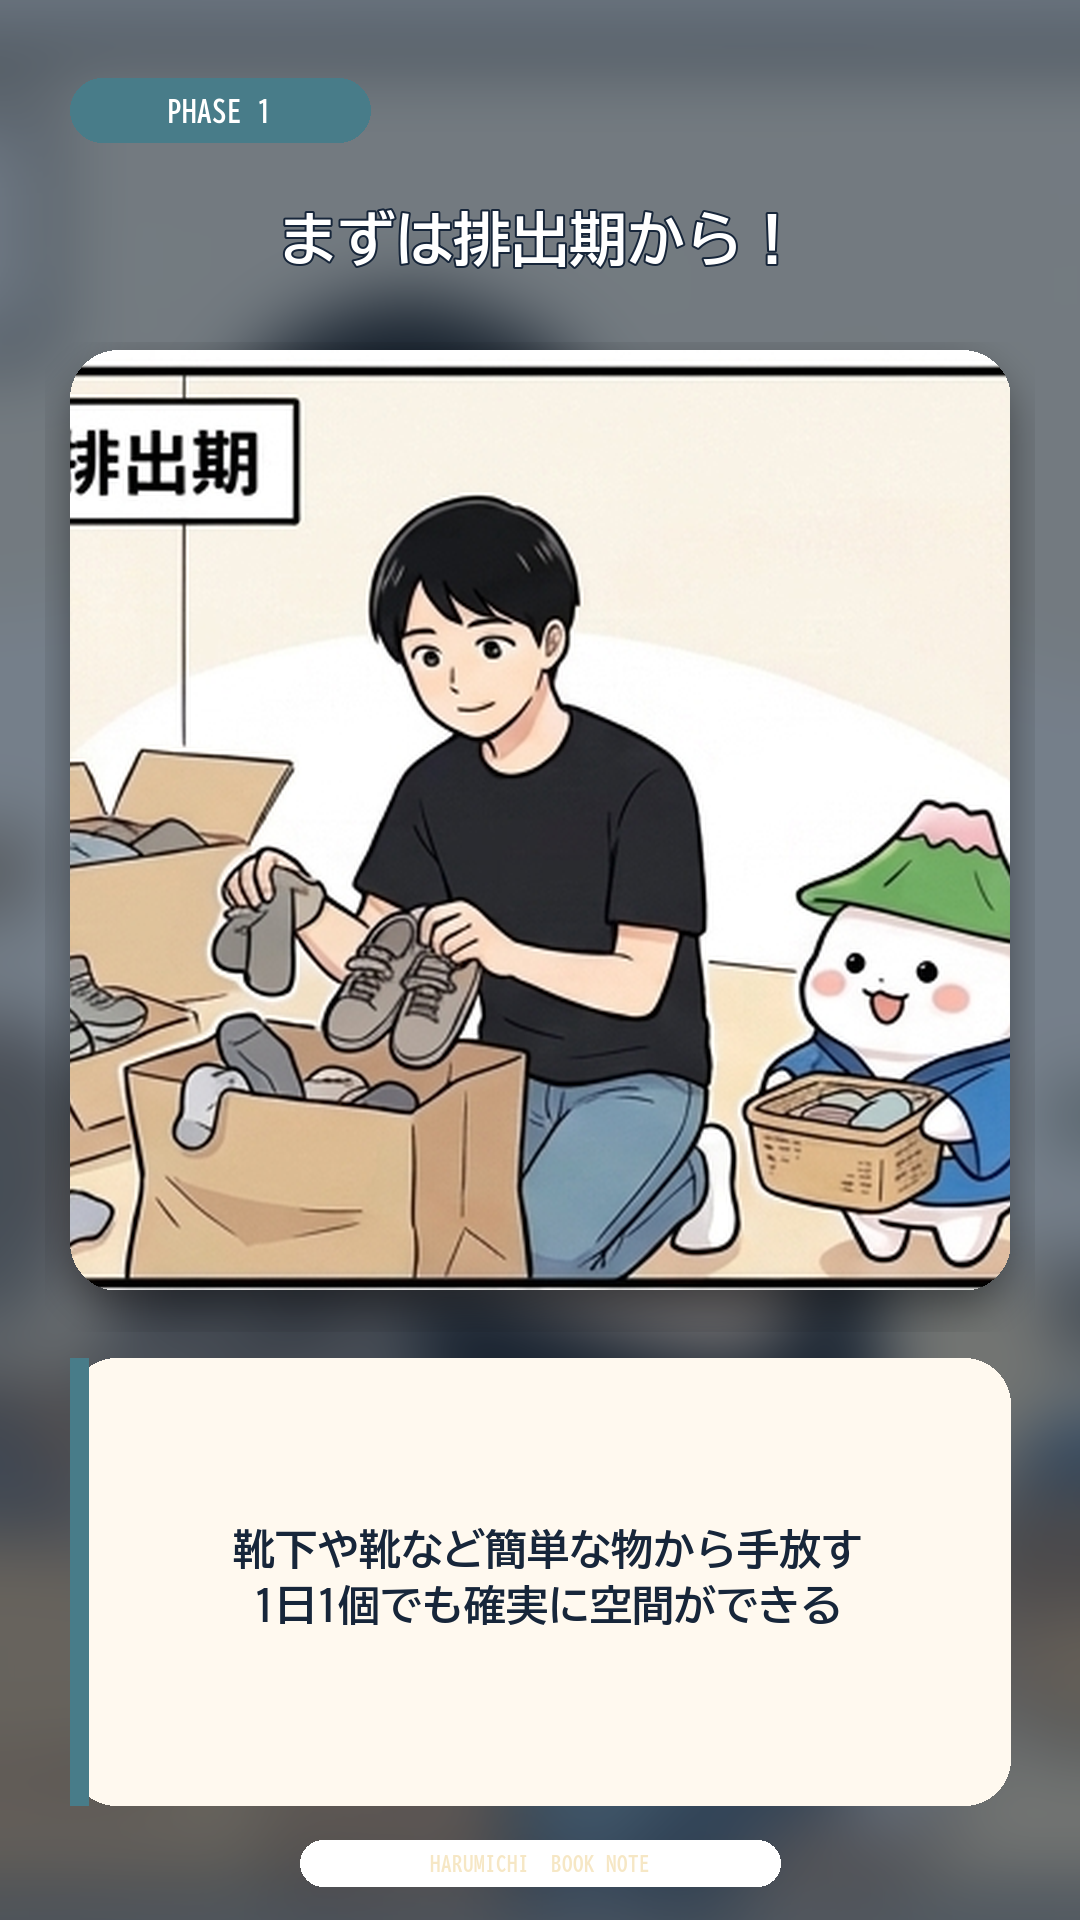 PHASE 1
まずは排出期から！
排出期
靴下や靴など簡単な物から手放す
1日1個でも確実に空間ができる
HARUMICHI BOOK NOTE